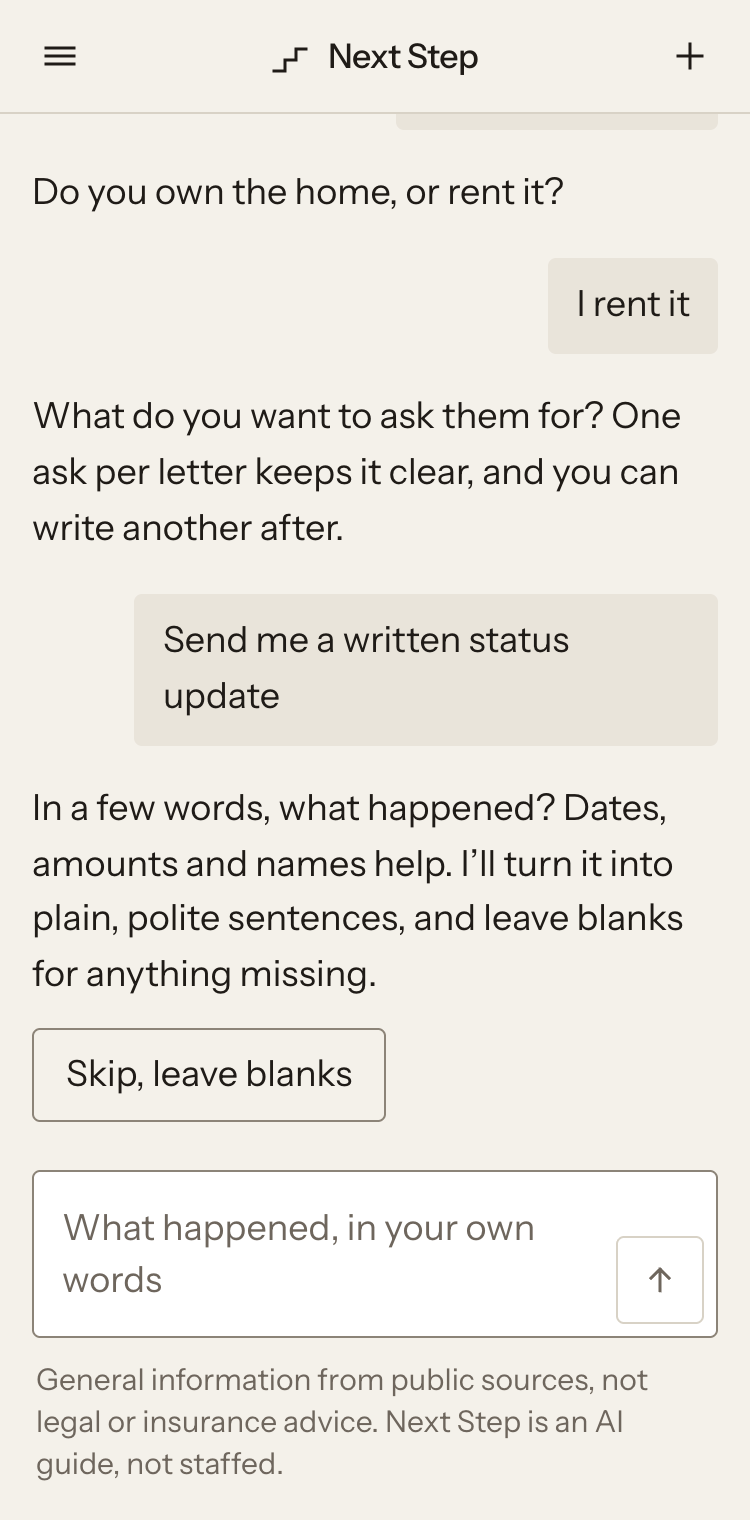 Next Step
Do you own the home, or rent it?
I rent it
What do you want to ask them for? One
ask per letter keeps it clear, and you can
write another after.
Send me a written status
update
In a few words, what happened? Dates,
amounts and names help. I’ll turn it into
plain, polite sentences, and leave blanks
for anything missing.
Skip, leave blanks
What happened, in your own
words
General information from public sources, not
legal or insurance advice. Next Step is an AI
guide, not staffed.